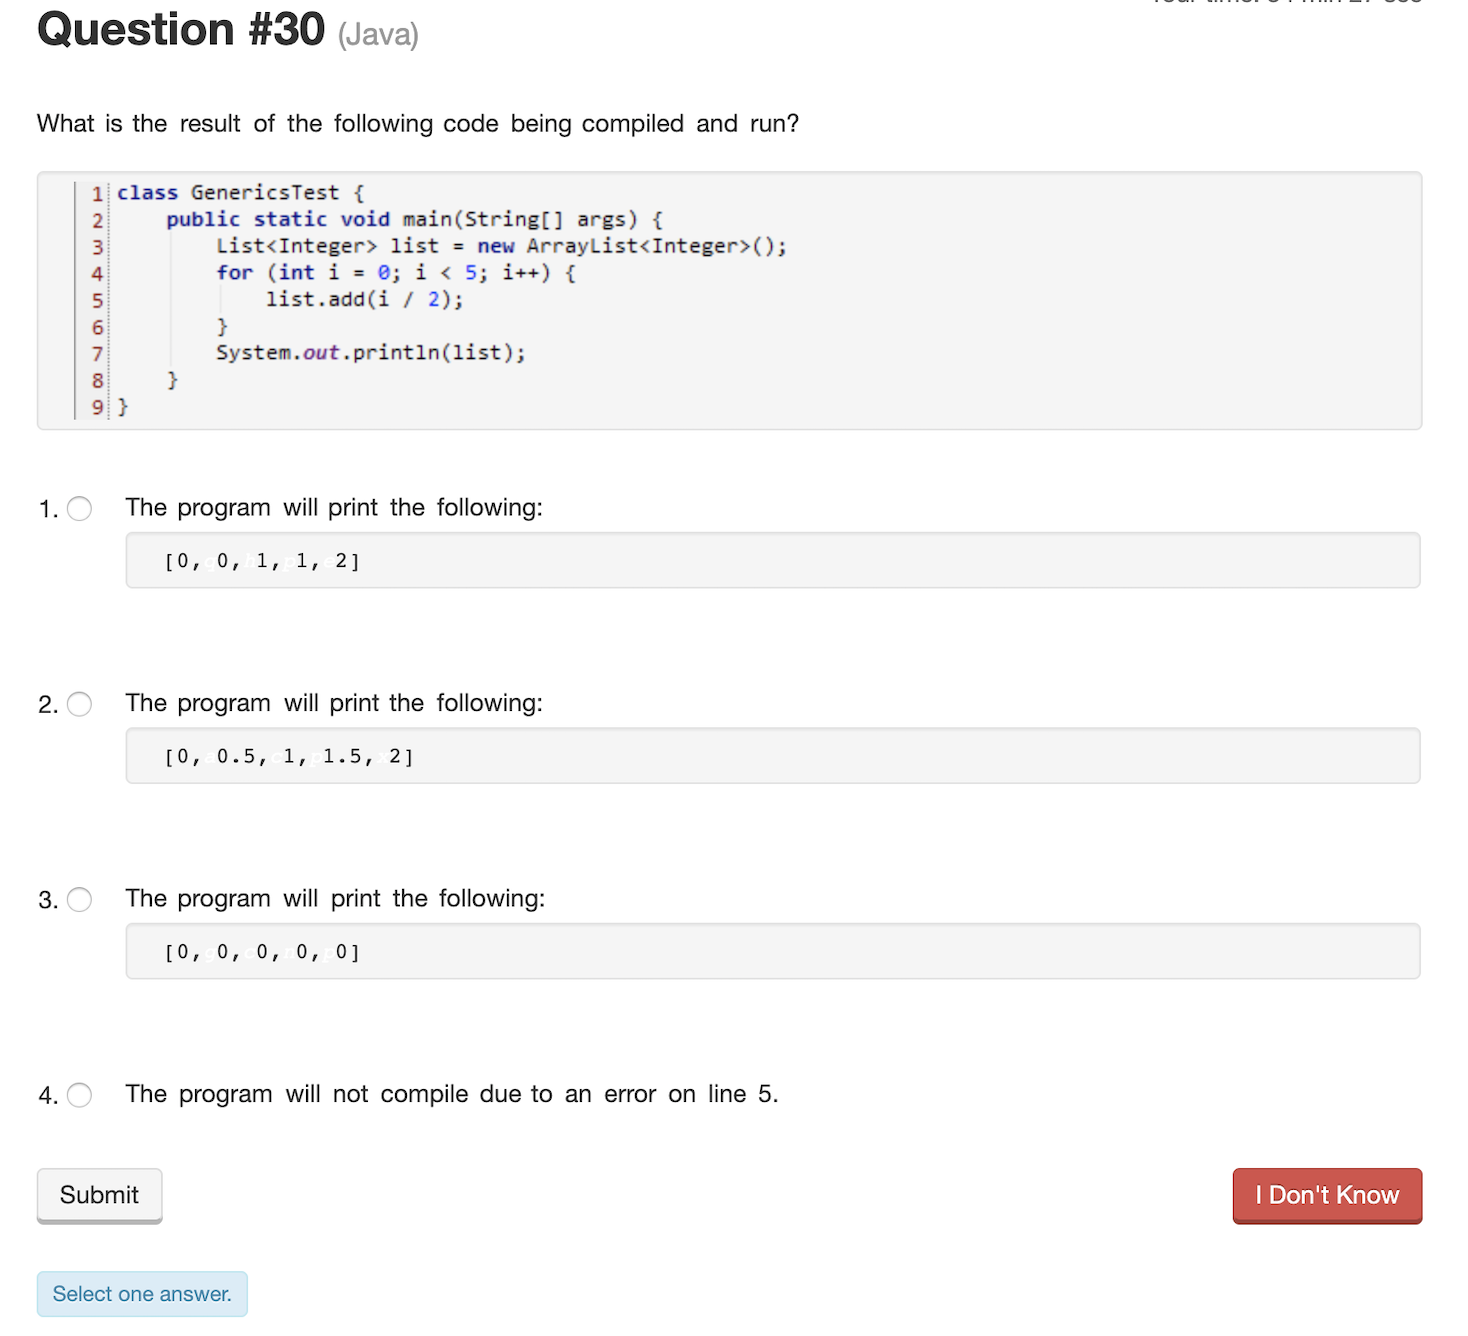 Question #30 (Java)
What is the result of the following code being compiled and run?
1 class GenericsTest {
2 public static void main(String[] args) {
3 List<Integer> list = new ArrayList<Integer>();
4 for (int i = 0; i < 5; i++) {
5 list.add(i / 2);
6 }
7 System.out.println(list);
8 }
9 }
1. The program will print the following:
[0, 0, 1, 1, 2]
2. The program will print the following:
[0, 0.5, 1, 1.5, 2]
3. The program will print the following:
[0, 0, 0, 0, 0]
4. The program will not compile due to an error on line 5.
Submit
I Don't Know
Select one answer.